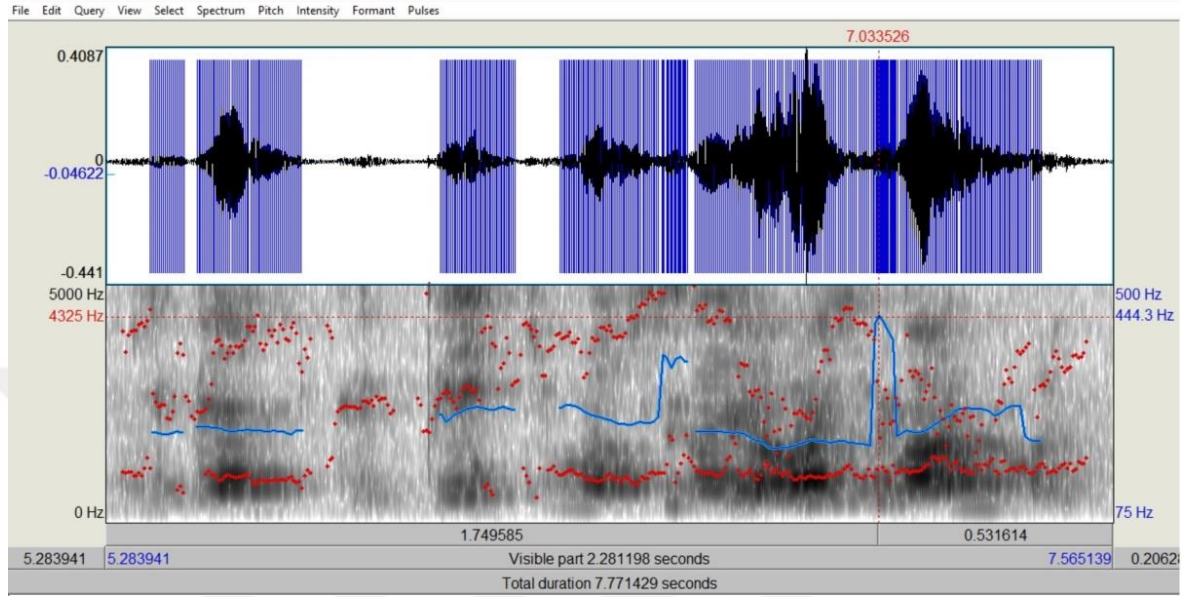 File Edit Query View Select Spectrum Pitch Intensity Formant Pulses
7.033526
0.4087
0
-0.04622
-0.441
5000 Hz
500 Hz
4325 Hz
444.3 Hz
0 Hz
75 Hz
1.749585 0.531614
5.283941 5.283941 Visible part 2.281198 seconds 7.565139
Total duration 7.771429 seconds